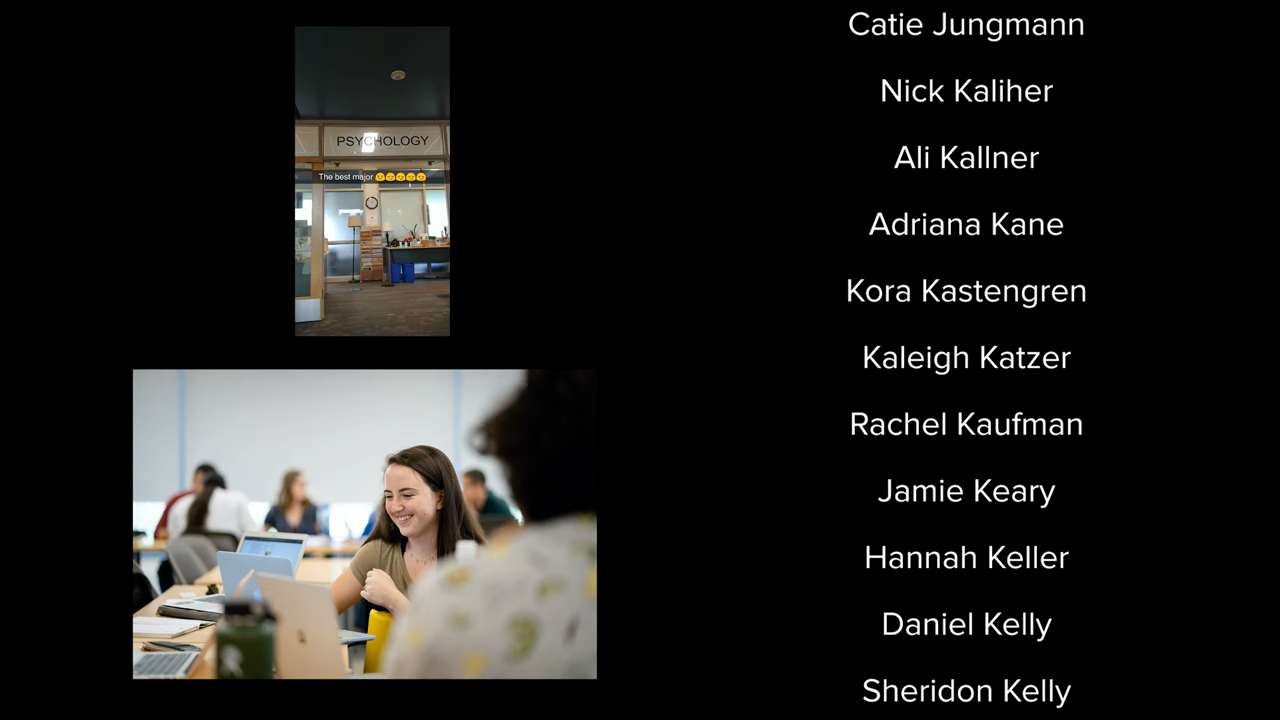 PSYCHOLOGY
The best major 😉😉😉😉😉
Catie Jungmann
Nick Kaliher
Ali Kallner
Adriana Kane
Kora Kastengren
Kaleigh Katzer
Rachel Kaufman
Jamie Keary
Hannah Keller
Daniel Kelly
Sheridon Kelly